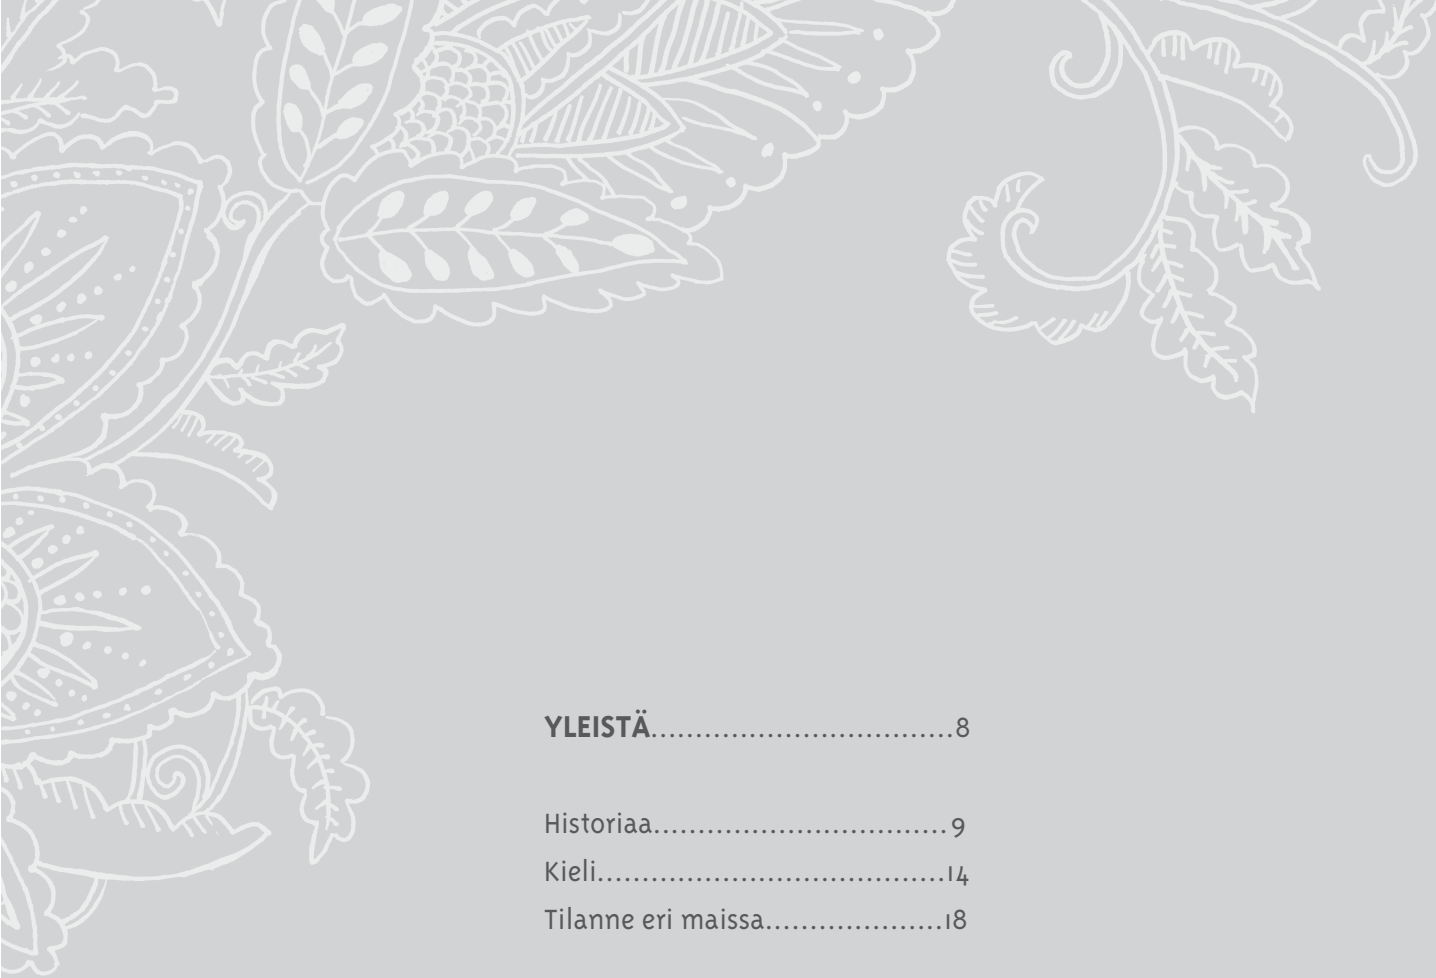 YLEISTÄ..................................8
Historiaa.................................9
Kieli.......................................14
Tilanne eri maissa....................18